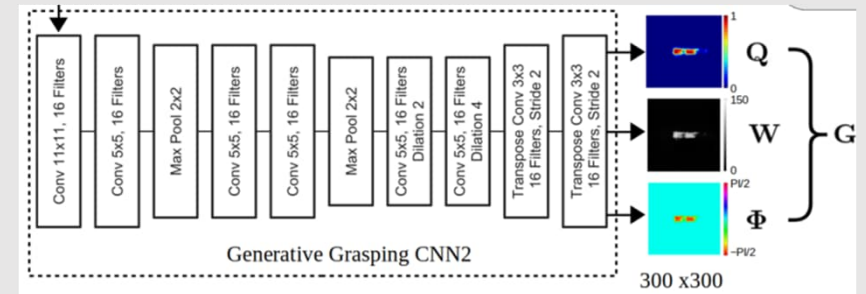 Conv 11x11, 16 Filters
Conv 5x5, 16 Filters
Max Pool 2x2
Conv 5x5, 16 Filters
Conv 5x5, 16 Filters
Max Pool 2x2
Conv 5x5, 16 Filters
Dilation 2
Conv 5x5, 16 Filters
Dilation 4
Transpose Conv 3x3
16 Filters, Stride 2
Transpose Conv 3x3
16 Filters, Stride 2
1
0
Q
150
0
W
PI/2
−PI/2
Φ
G
Generative Grasping CNN2
300 x300